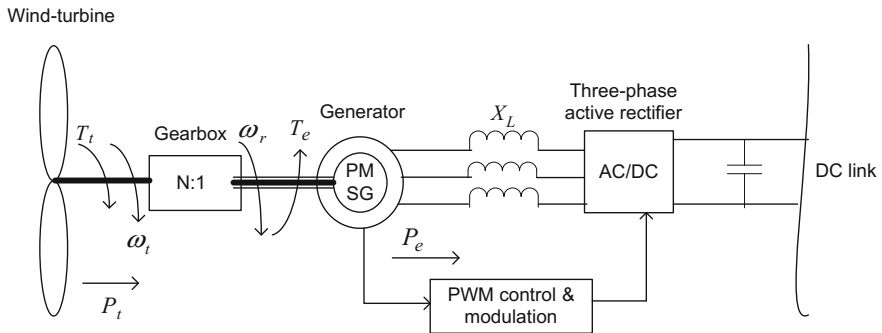 Wind-turbine
Three-phase
active rectifier
Generator
Gearbox
T_t
ω_r
T_e
X_L
N:1
PM
SG
AC/DC
DC link
ω_t
P_t
P_e
PWM control &
modulation